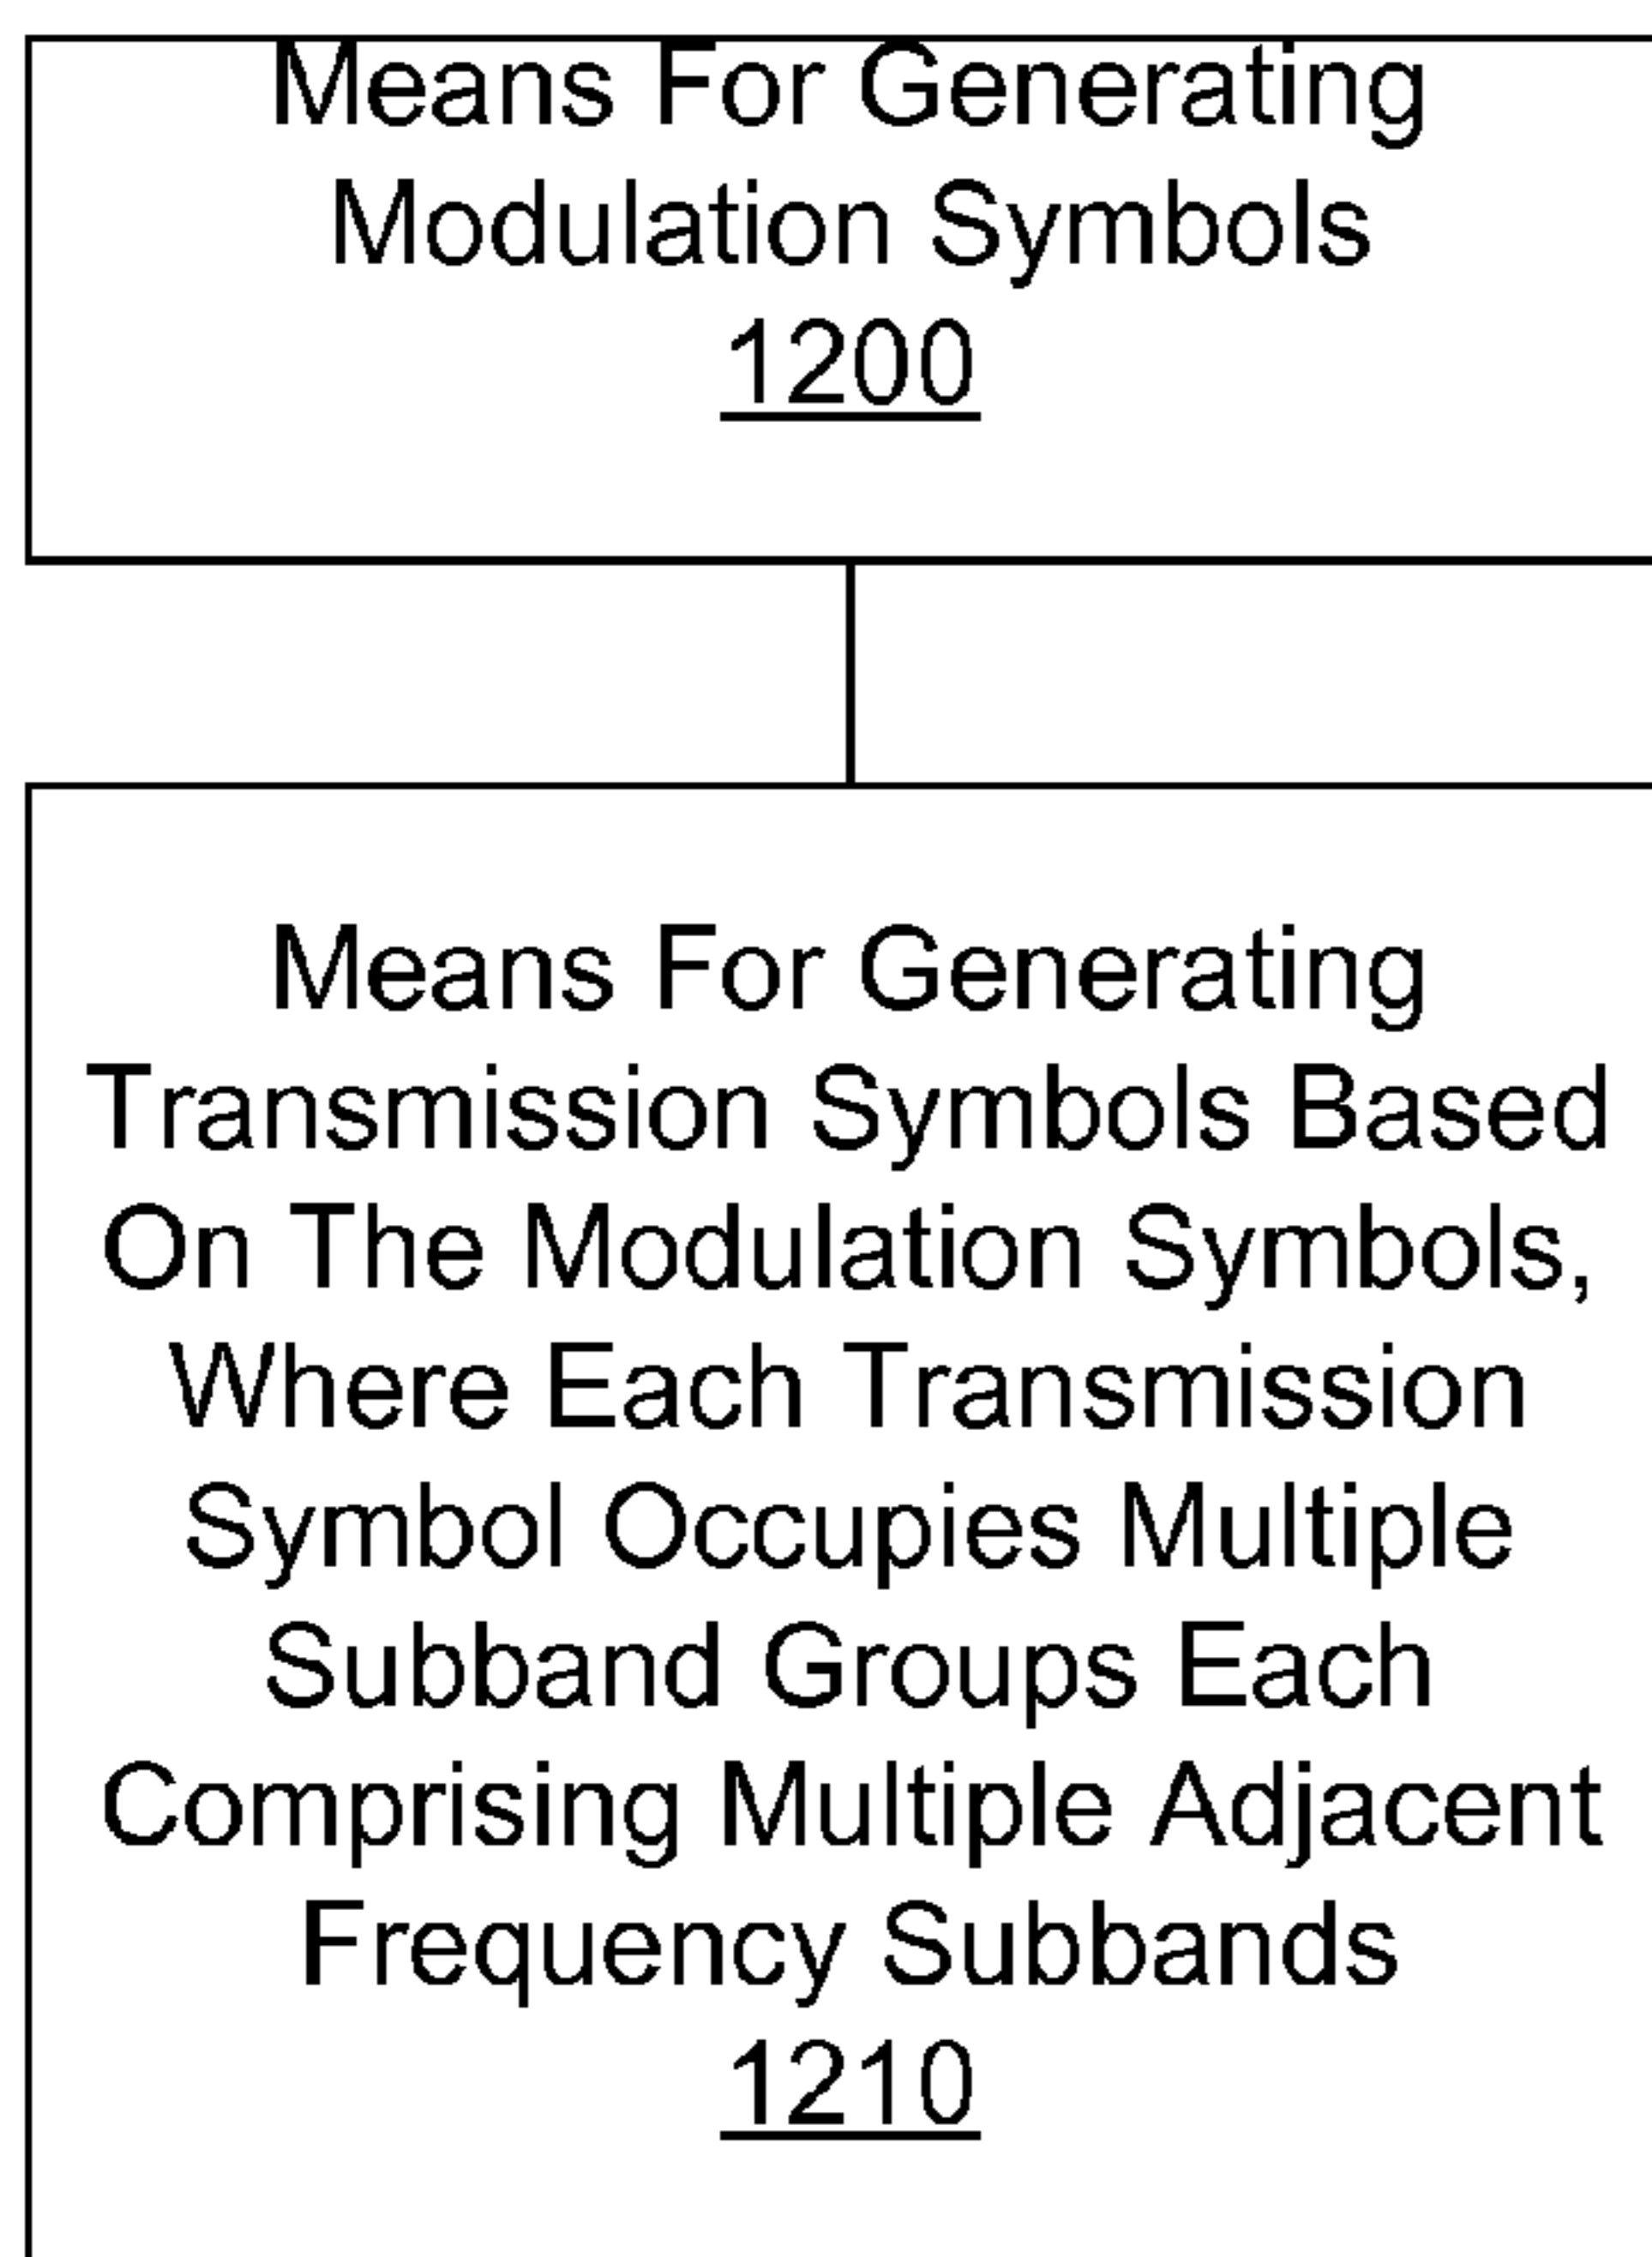 Means For Generating
Modulation Symbols
1200
Means For Generating
Transmission Symbols Based
On The Modulation Symbols,
Where Each Transmission
Symbol Occupies Multiple
Subband Groups Each
Comprising Multiple Adjacent
Frequency Subbands
1210